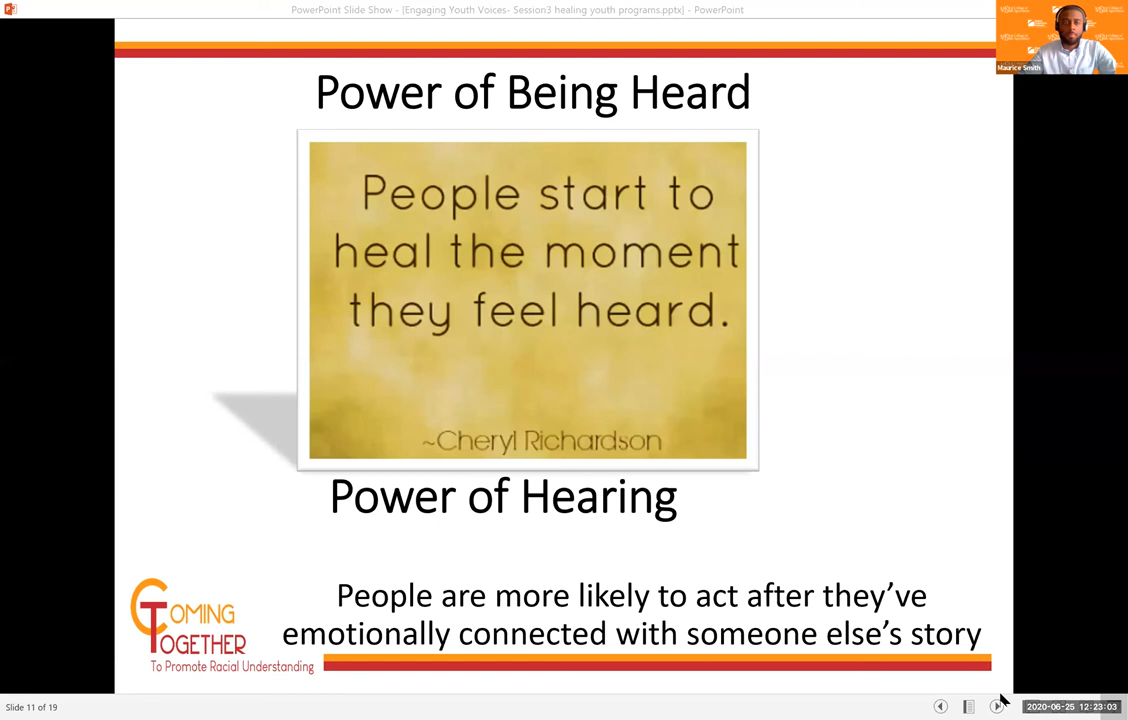 PowerPoint Slide Show - [Engaging Youth Voices- Session3 healing youth programs.pptx] - PowerPoint
Maurice Smith
Power of Being Heard
People start to
heal the moment
they feel heard.
~Cheryl Richardson
Power of Hearing
People are more likely to act after they've
emotionally connected with someone else's story
COMING
TOGETHER
To Promote Racial Understanding
Slide 11 of 19
2020-06-25 12:23:03